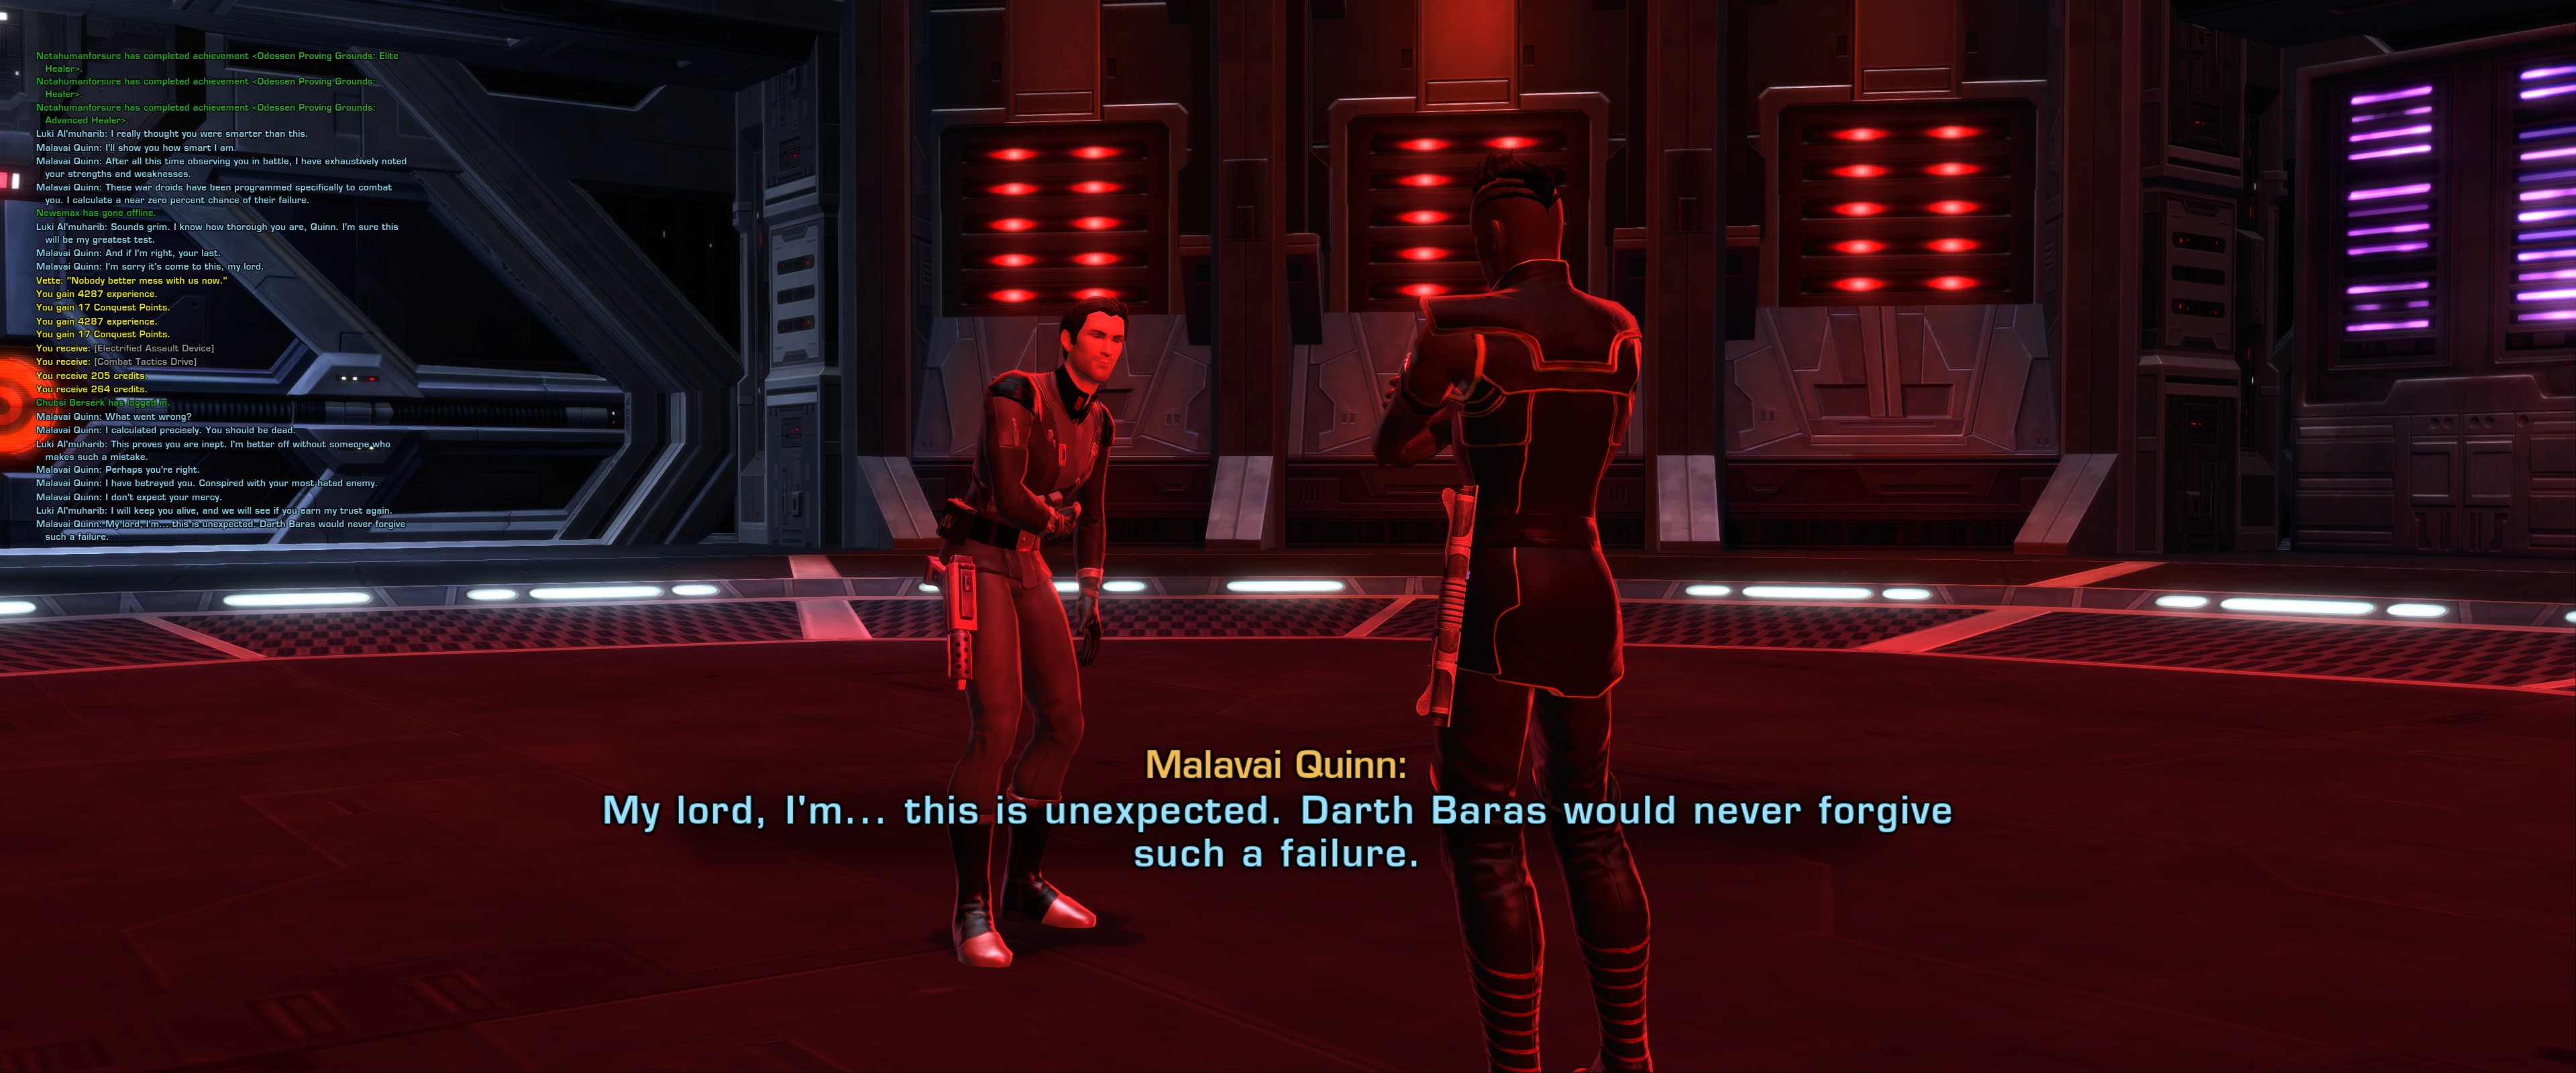 Notahumanforsure has completed achievement <Odessen Proving Grounds: Elite
Healer>.
Notahumanforsure has completed achievement <Odessen Proving Grounds:
Healer>.
Notahumanforsure has completed achievement <Odessen Proving Grounds:
Advanced Healer>.
Luki Al'muharib: I really thought you were smarter than this.
Malavai Quinn: I'll show you how smart I am.
Malavai Quinn: After all this time observing you in battle, I have exhaustively noted
your strengths and weaknesses.
Malavai Quinn: These war droids have been programmed specifically to combat
you. I calculate a near zero percent chance of their failure.
Newsmax has gone offline.
Luki Al'muharib: Sounds grim. I know how thorough you are, Quinn. I'm sure this
will be my greatest test.
Malavai Quinn: And if I'm right, your last.
Malavai Quinn: I'm sorry it's come to this, my lord.
Vette: "Nobody better mess with us now."
You gain 4287 experience.
You gain 17 Conquest Points.
You gain 4287 experience.
You gain 17 Conquest Points.
You receive: [Electrified Assault Device]
You receive: [Combat Tactics Drive]
You receive 205 credits.
You receive 264 credits.
Chubsi Berserk has logged in.
Malavai Quinn: What went wrong?
Malavai Quinn: I calculated precisely. You should be dead.
Luki Al'muharib: This proves you are inept. I'm better off without someone who
makes such a mistake.
Malavai Quinn: Perhaps you're right.
Malavai Quinn: I have betrayed you. Conspired with your most hated enemy.
Malavai Quinn: I don't expect your mercy.
Luki Al'muharib: I will keep you alive, and we will see if you earn my trust again.
Malavai Quinn: My lord, I'm... this is unexpected. Darth Baras would never forgive
such a failure.
Malavai Quinn:
My lord, I'm... this is unexpected. Darth Baras would never forgive
such a failure.